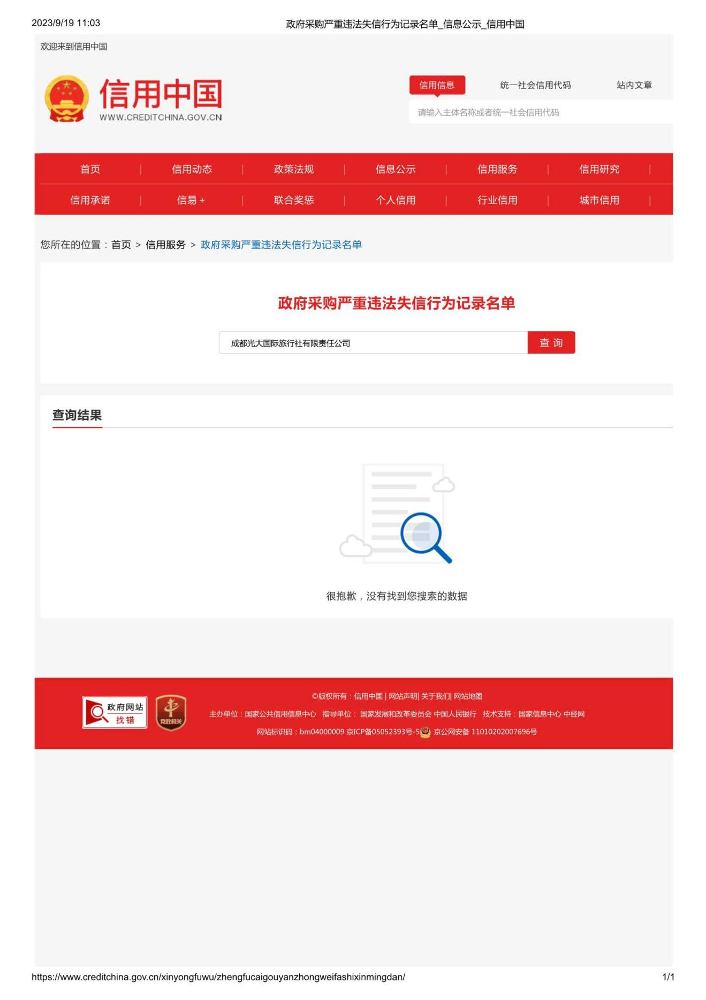 2023/9/19 11:03 政府采购严重违法失信行为记录名单_信息公示_信用中国
欢迎来到信用中国
信用中国
WWW.CREDITCHINA.GOV.CN
信用信息 统一社会信用代码 站内文章
请输入主体名称或者统一社会信用代码
首页 | 信用动态 | 政策法规 | 信息公示 | 信用服务 | 信用研究 |
信用承诺 | 信易 + | 联合奖惩 | 个人信用 | 行业信用 | 城市信用 |
您所在的位置：首页 > 信用服务 > 政府采购严重违法失信行为记录名单
政府采购严重违法失信行为记录名单
成都光大国际旅行社有限责任公司 查 询
查询结果
很抱歉，没有找到您搜索的数据
政府网站
找错
党政机关
©版权所有：信用中国 | 网站声明| 关于我们| 网站地图
主办单位：国家公共信用信息中心 指导单位： 国家发展和改革委员会 中国人民银行 技术支持：国家信息中心 中经网
网站标识码：bm04000009 京ICP备05052393号-5 京公网安备 11010202007696号
https://www.creditchina.gov.cn/xinyongfuwu/zhengfucaigouyanzhongweifashixinmingdan/ 1/1